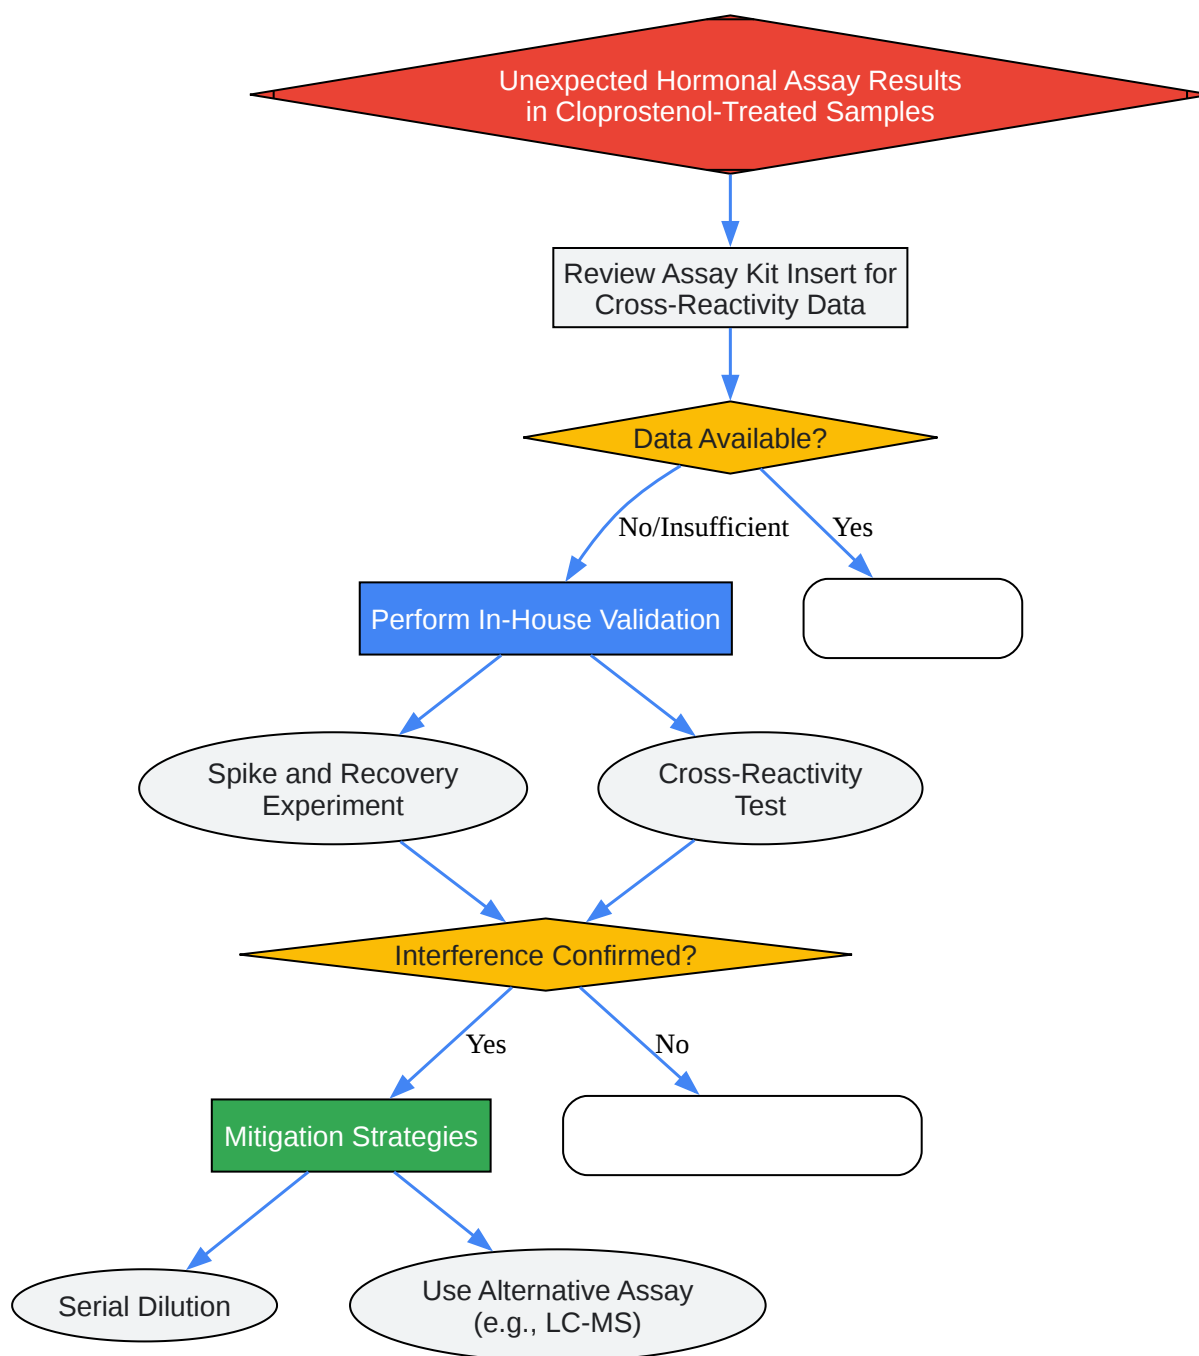 Unexpected Hormonal Assay Results
in Cloprostenol-Treated Samples
Review Assay Kit Insert for
Cross-Reactivity Data
Data Available?
No/Insufficient
Yes
Perform In-House Validation
Spike and Recovery
Experiment
Cross-Reactivity
Test
Interference Confirmed?
Yes
No
Mitigation Strategies
Serial Dilution
Use Alternative Assay
(e.g., LC-MS)